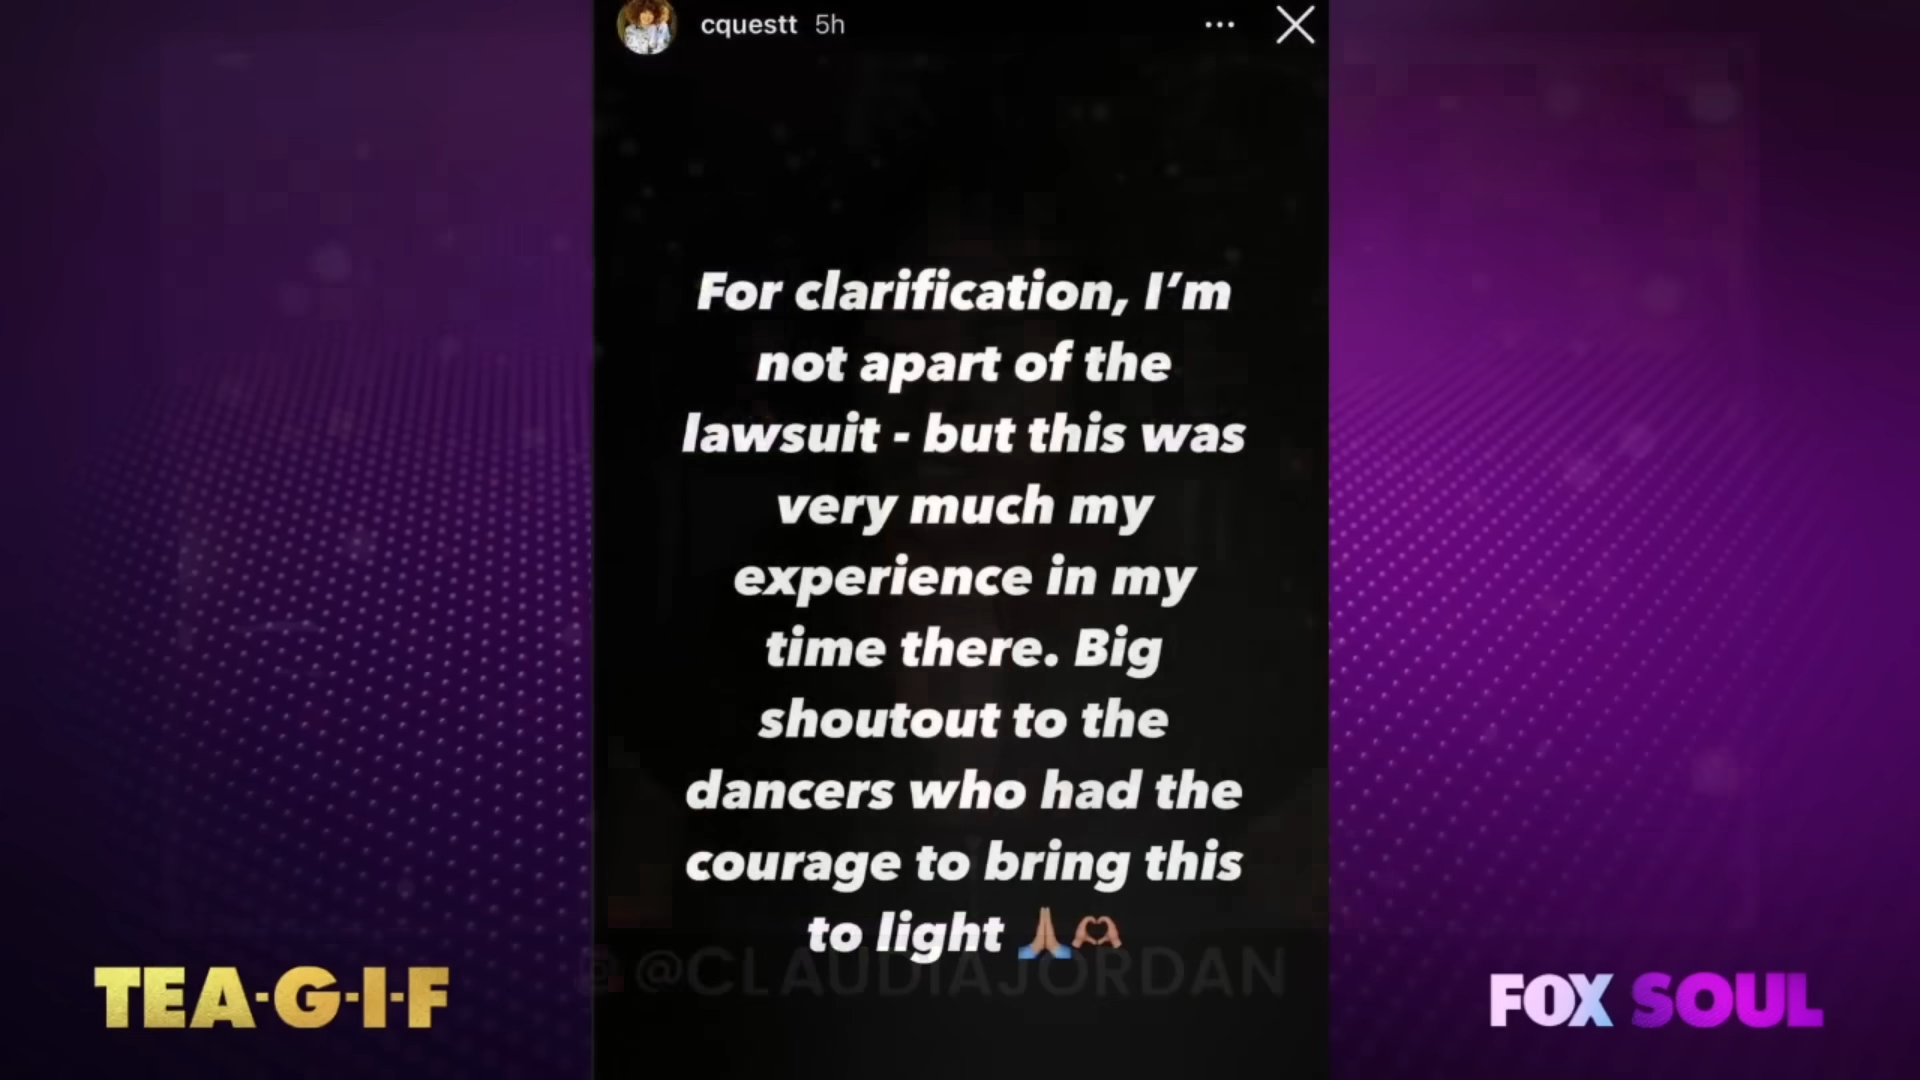 cquestt 5h
For clarification, I'm
not apart of the
lawsuit - but this was
very much my
experience in my
time there. Big
shoutout to the
dancers who had the
courage to bring this
to light 🙏🏼🫶🏼
@CLAUDIAJORDAN
TEA-G-I-F
FOX SOUL